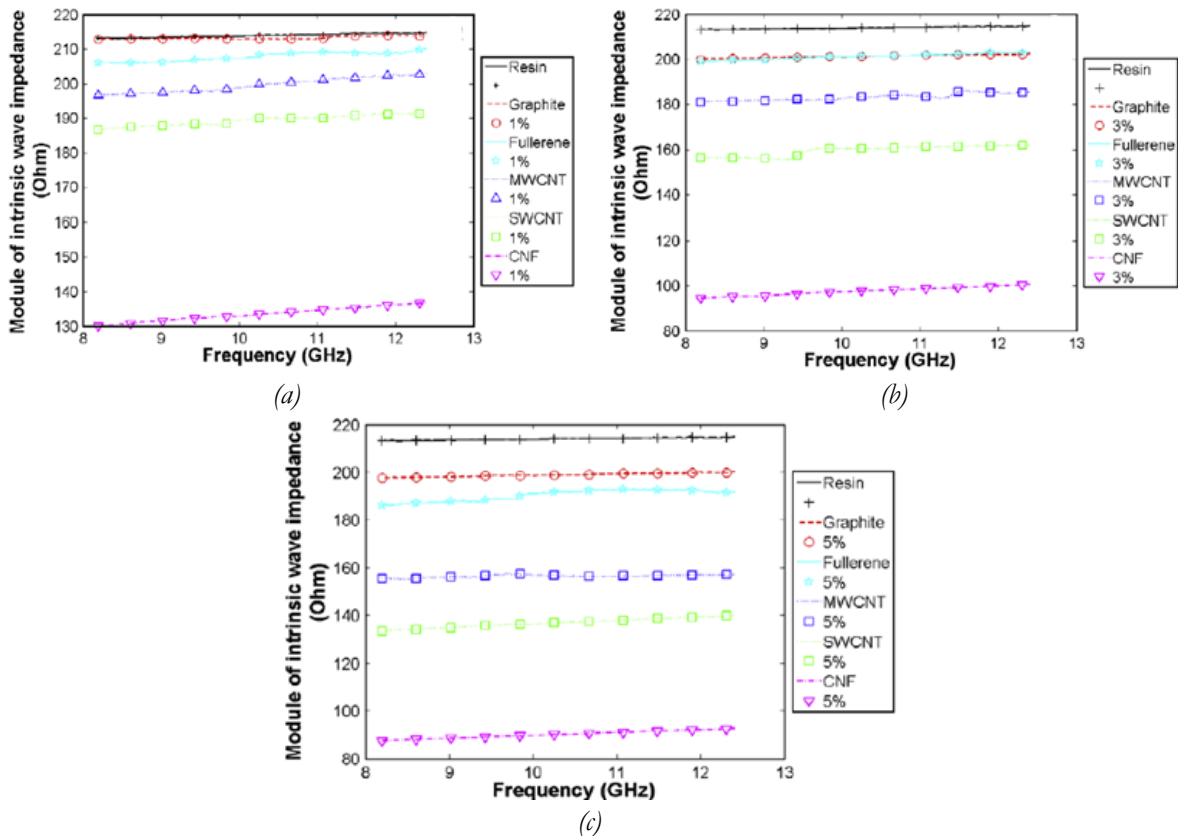 220
210
200
190
180
170
160
150
140
130
8
9
10
11
12
13
Module of intrinsic wave impedance
(Ohm)
Frequency (GHz)
Resin
Graphite
1%
Fullerene
1%
MWCNT
1%
SWCNT
1%
CNF
1%
(a)
220
200
180
160
140
120
100
80
8
9
10
11
12
13
Module of intrinsic wave impedance
(Ohm)
Frequency (GHz)
Resin
Graphite
3%
Fullerene
3%
MWCNT
3%
SWCNT
3%
CNF
3%
(b)
220
200
180
160
140
120
100
80
8
9
10
11
12
13
Module of intrinsic wave impedance
(Ohm)
Frequency (GHz)
Resin
Graphite
5%
Fullerene
5%
MWCNT
5%
SWCNT
5%
CNF
5%
(c)